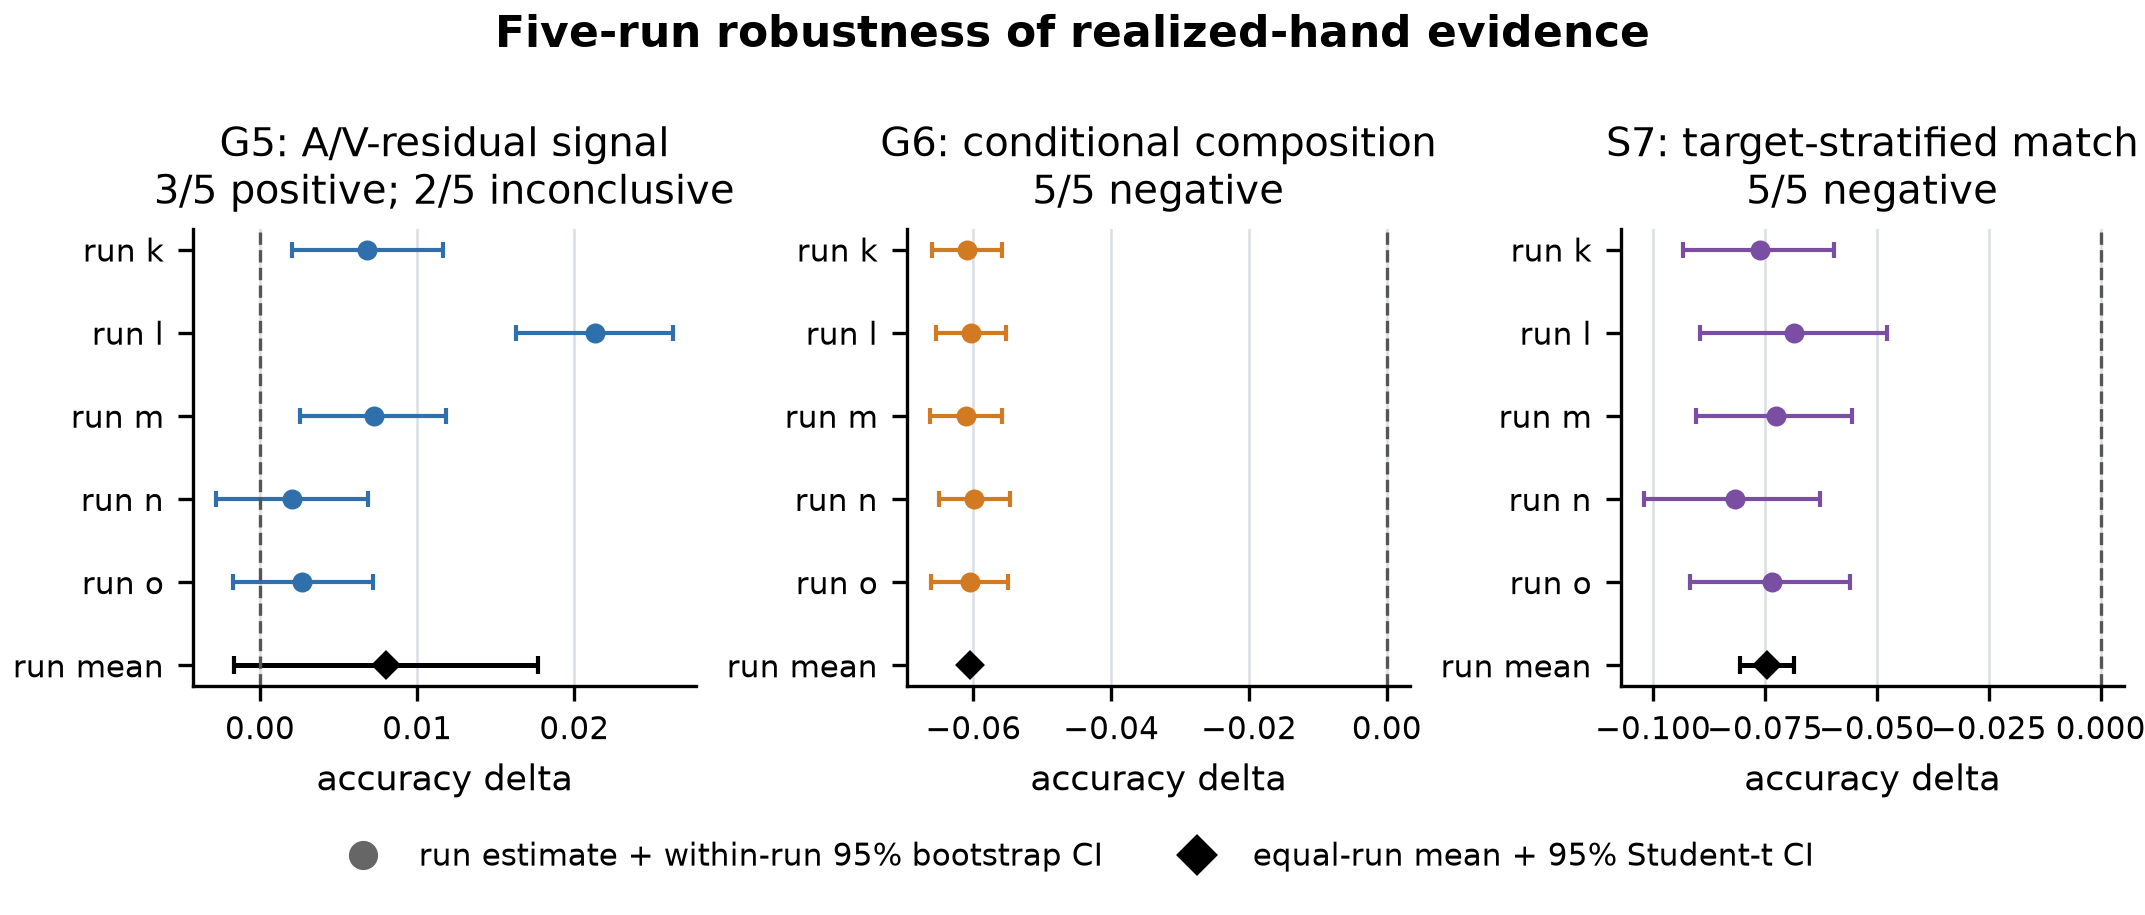 Five-run robustness of realized-hand evidence
G5: A/V-residual signal
3/5 positive; 2/5 inconclusive
run k
run l
run m
run n
run o
run mean
0.00 0.01 0.02
accuracy delta
G6: conditional composition
5/5 negative
run k
run l
run m
run n
run o
run mean
−0.06 −0.04 −0.02 0.00
accuracy delta
S7: target-stratified match
5/5 negative
run k
run l
run m
run n
run o
run mean
−0.100 −0.075 −0.050 −0.025 0.000
accuracy delta
run estimate + within-run 95% bootstrap CI
equal-run mean + 95% Student-t CI